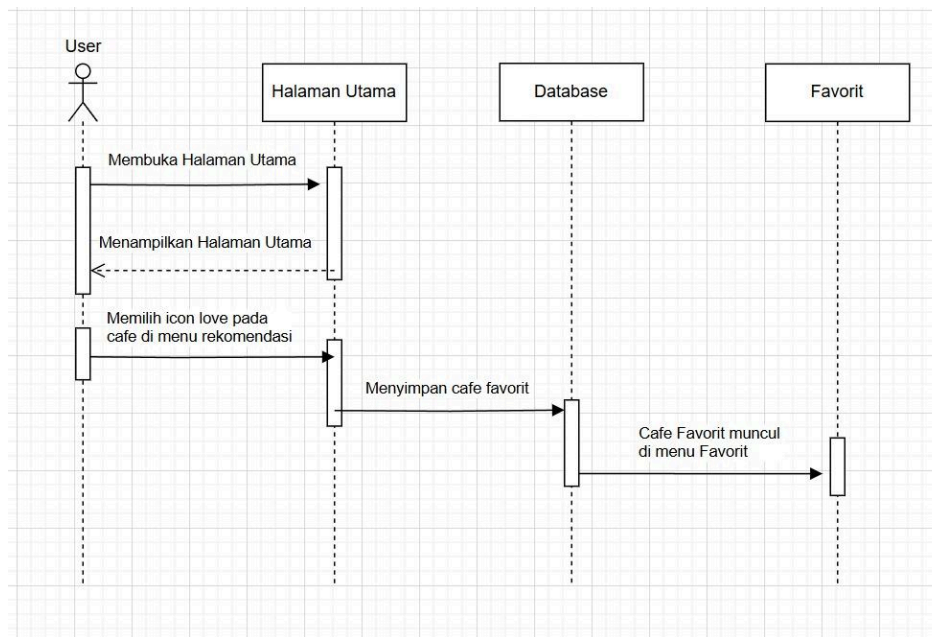 User
Halaman Utama
Database
Favorit
Membuka Halaman Utama
Menampilkan Halaman Utama
Memilih icon love pada
cafe di menu rekomendasi
Menyimpan cafe favorit
Cafe Favorit muncul
di menu Favorit